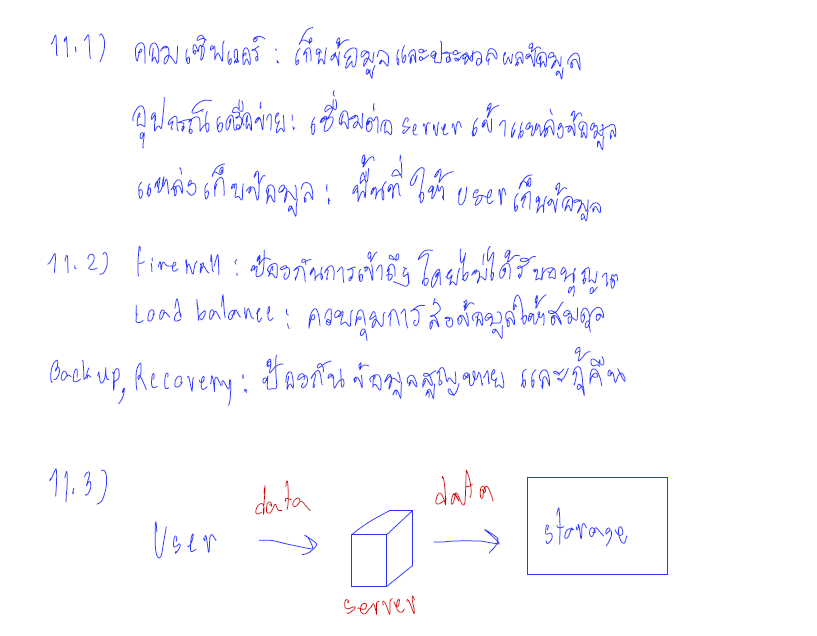 11.1) คอมพิวเตอร์ : เก็บข้อมูลและประมวลผลข้อมูล
อุปกรณ์เครือข่าย : เชื่อมต่อ server เข้าแหล่งข้อมูล
แหล่งเก็บข้อมูล : พื้นที่ให้ user เก็บข้อมูล
11.2) firewall : ป้องกันการเข้าถึงโดยไม่ได้รับอนุญาต
Load balance : ควบคุมการส่งข้อมูลให้สมดุล
Backup, Recovery : ป้องกันข้อมูลสูญหาย และกู้คืน
11.3)
data data
User storage
server